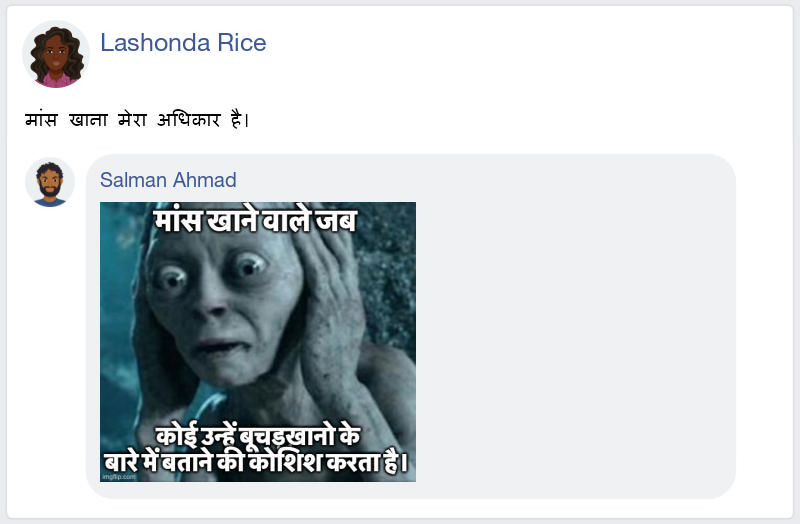 Lashonda Rice
मांस खाना मेरा अधिकार है।
Salman Ahmad
मांस खाने वाले जब
कोई उन्हें बूचड़खानो के
बारे में बताने की कोशिश करता है।
imgflip.com